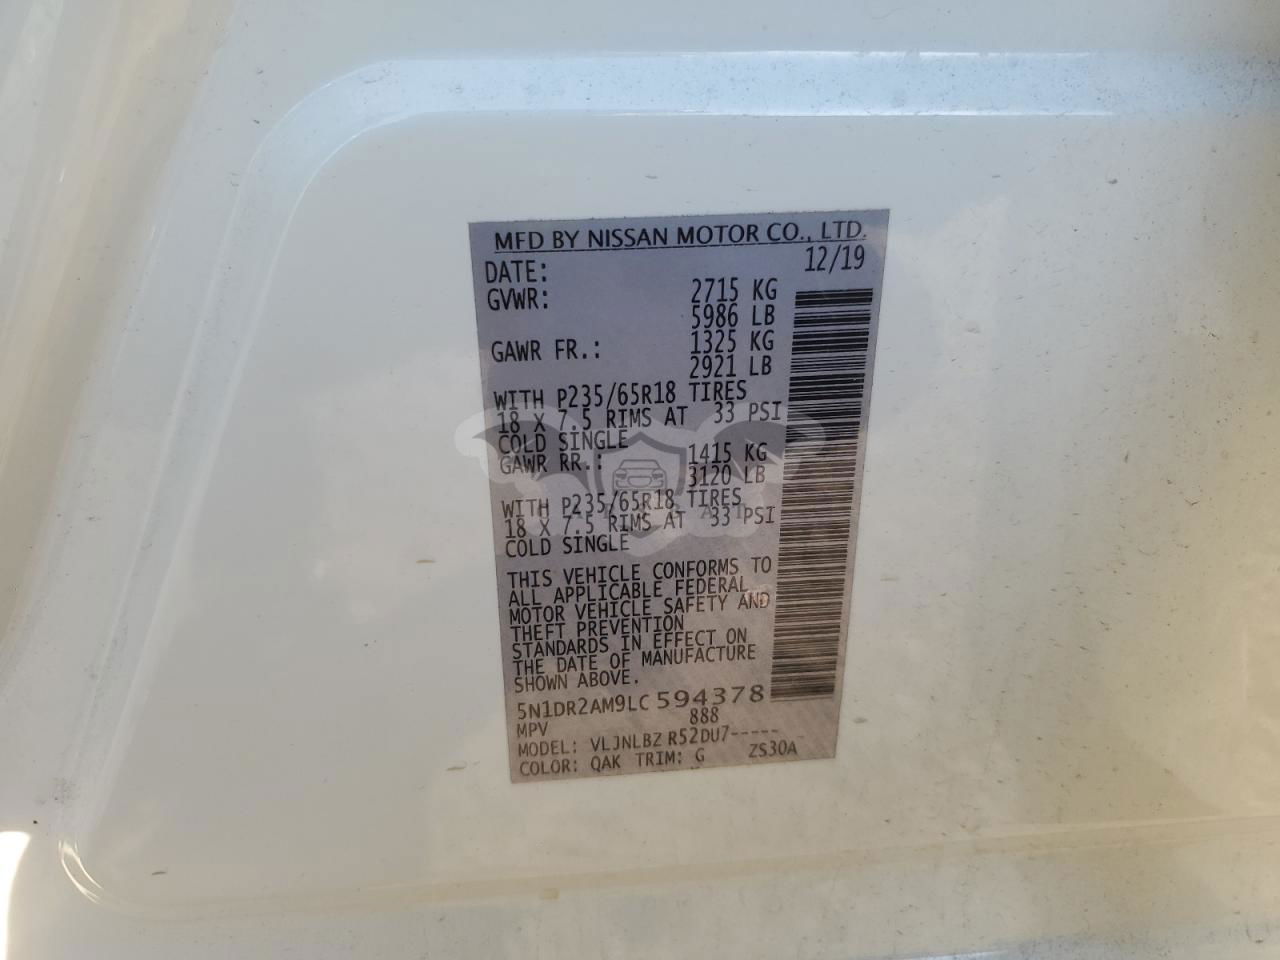 MFD BY NISSAN MOTOR CO., LTD.
DATE: 12/19
GVWR: 2715 KG
5986 LB
GAWR FR.: 1325 KG
2921 LB
WITH P235/65R18 TIRES
18 X 7.5 RIMS AT 33 PSI
COLD SINGLE
GAWR RR.: 1415 KG
3120 LB
WITH P235/65R18 TIRES
18 X 7.5 RIMS AT 33 PSI
COLD SINGLE
THIS VEHICLE CONFORMS TO
ALL APPLICABLE FEDERAL
MOTOR VEHICLE SAFETY AND
THEFT PREVENTION
STANDARDS IN EFFECT ON
THE DATE OF MANUFACTURE
SHOWN ABOVE.
5N1DR2AM9LC594378
MPV 888
MODEL: VLJNLBZ R52DU7-----
COLOR: QAK TRIM: G ZS30A